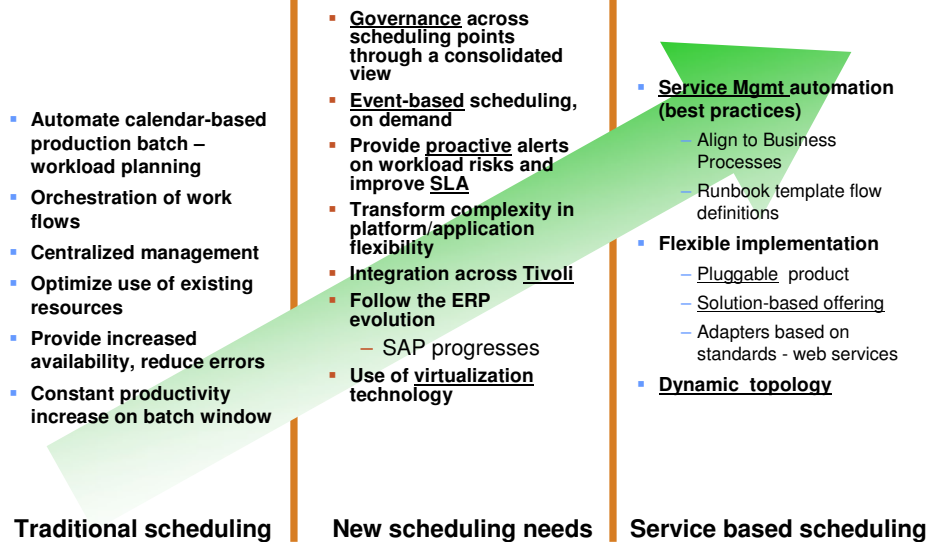 Automate calendar-based
production batch –
workload planning
Orchestration of work
flows
Centralized management
Optimize use of existing
resources
Provide increased
availability, reduce errors
Constant productivity
increase on batch window
Traditional scheduling
Governance across
scheduling points
through a consolidated
view
Event-based scheduling,
on demand
Provide proactive alerts
on workload risks and
improve SLA
Transform complexity in
platform/application
flexibility
Integration across Tivoli
Follow the ERP
evolution
– SAP progresses
Use of virtualization
technology
New scheduling needs
Service Mgmt automation
(best practices)
– Align to Business
Processes
– Runbook template flow
definitions
Flexible implementation
– Pluggable product
– Solution-based offering
– Adapters based on
standards - web services
Dynamic topology
Service based scheduling